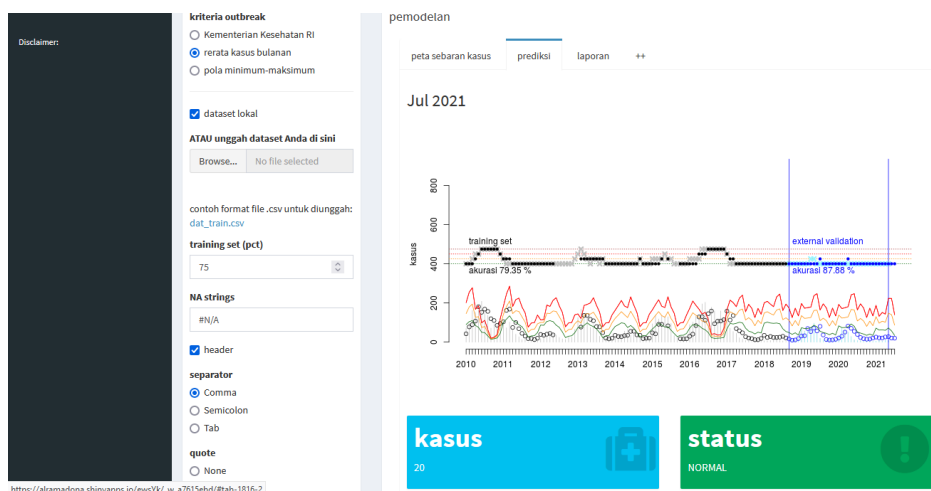 Disclaimer:
kriteria outbreak
Kementerian Kesehatan RI
rerata kasus bulanan
pola minimum-maksimum
dataset lokal
ATAU unggah dataset Anda di sini
Browse... No file selected
contoh format file .csv untuk diunggah:
dat_train.csv
training set (pct)
75
NA strings
#N/A
header
separator
Comma
Semicolon
Tab
quote
None
pemodelan
peta sebaran kasus prediksi laporan ++
Jul 2021
kasus
800
600
400
200
0
training set
akurasi 79.35 %
external validation
akurasi 87.88 %
2010 2011 2012 2013 2014 2015 2016 2017 2018 2019 2020 2021
kasus
20
status
NORMAL